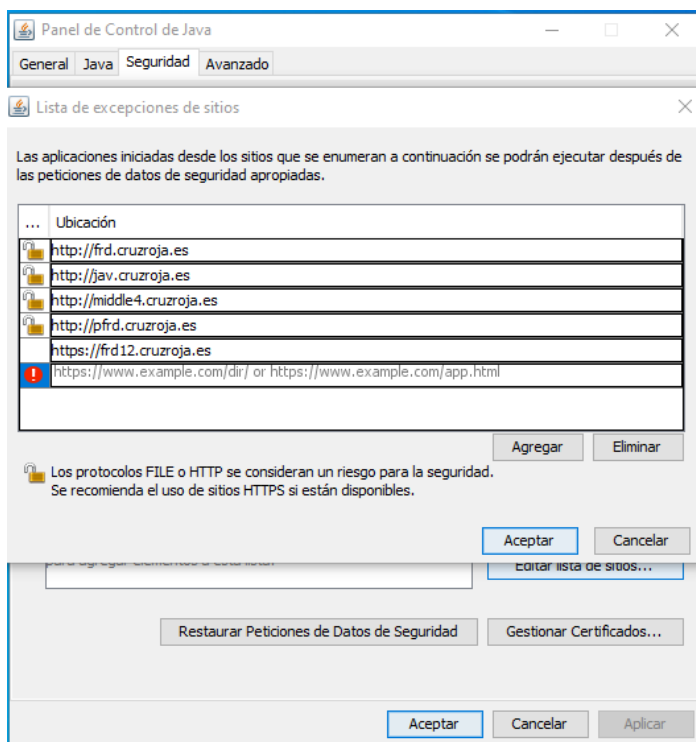 Panel de Control de Java
General Java Seguridad Avanzado
Lista de excepciones de sitios
Las aplicaciones iniciadas desde los sitios que se enumeran a continuación se podrán ejecutar después de
las peticiones de datos de seguridad apropiadas.
... Ubicación
http://frd.cruzroja.es
http://jav.cruzroja.es
http://middle4.cruzroja.es
http://pfrd.cruzroja.es
https://frd12.cruzroja.es
https://www.example.com/dir/ or https://www.example.com/app.html
Agregar Eliminar
Los protocolos FILE o HTTP se consideran un riesgo para la seguridad.
Se recomienda el uso de sitios HTTPS si están disponibles.
Aceptar Cancelar
para agregar elementos a esta lista.
Editar lista de sitios...
Restaurar Peticiones de Datos de Seguridad Gestionar Certificados...
Aceptar Cancelar Aplicar